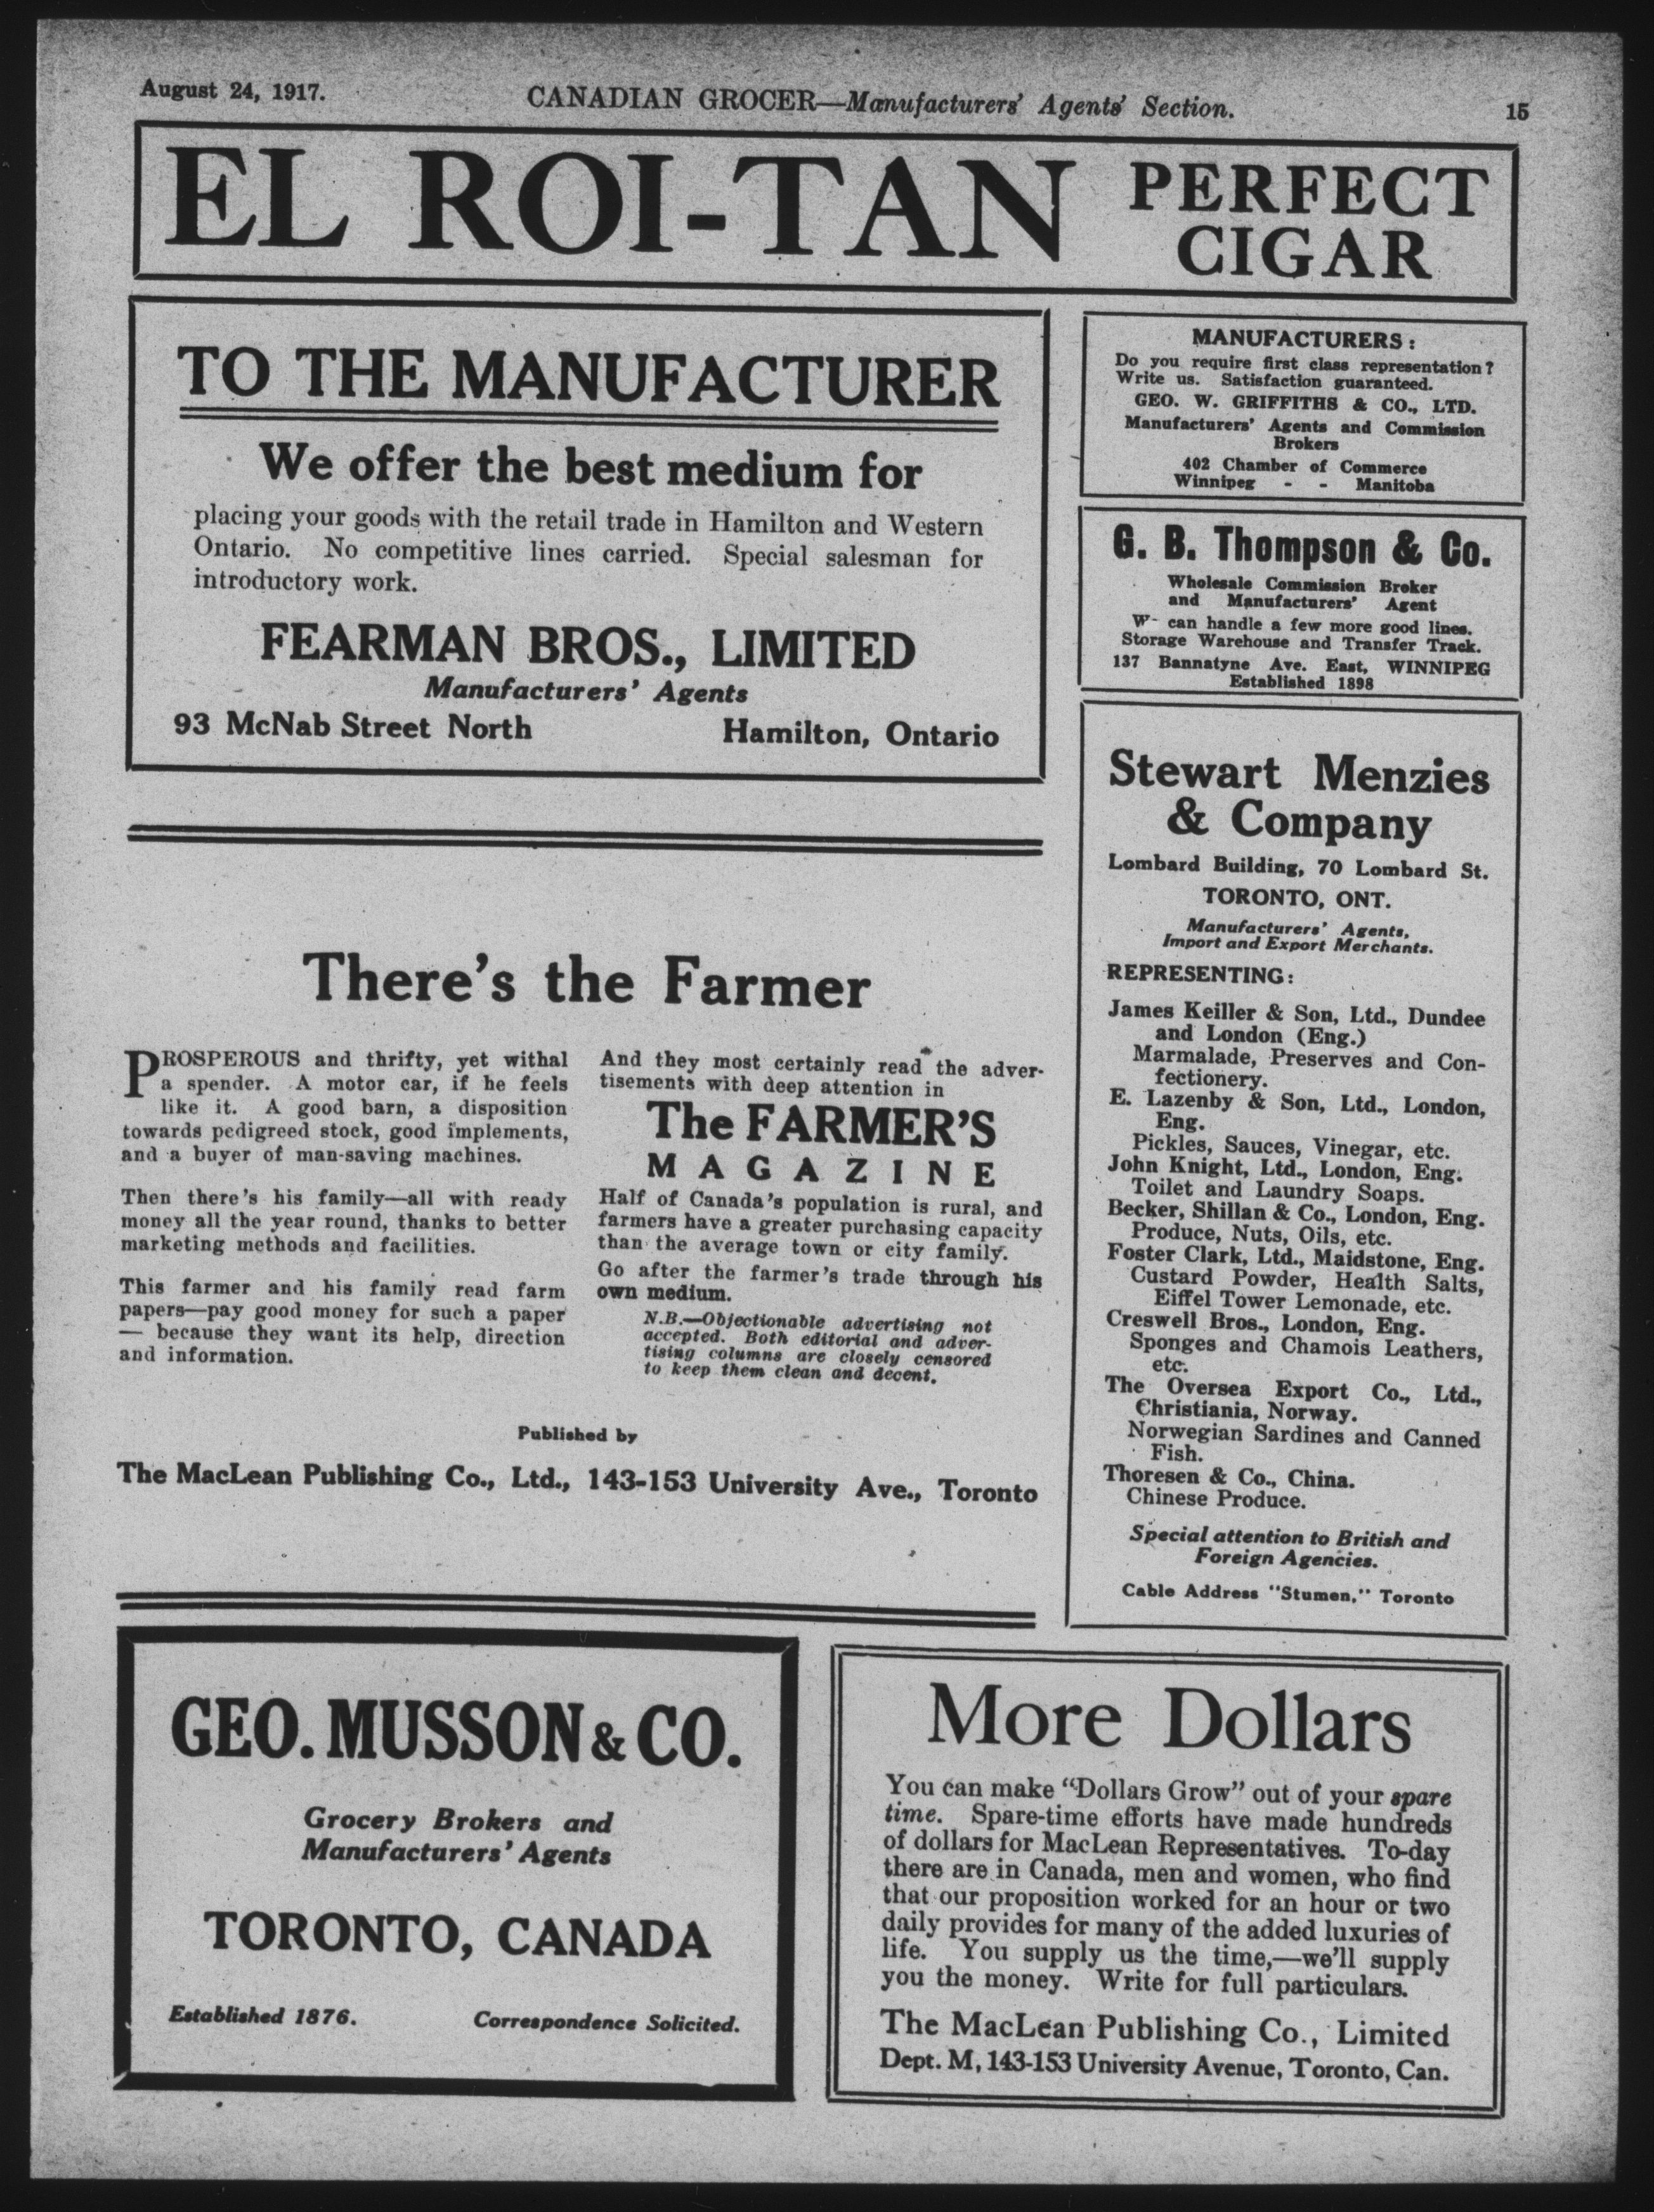 August 24, 1917.
CANADIAN GROCER—Manufacturers' Agents' Section.
15
EL ROI-TAN
PERFECT
CIGAR
TO THE MANUFACTURER
We offer the best medium for
placing your goods with the retail trade in Hamilton and Western
Ontario. No competitive lines carried. Special salesman for
introductory work.
FEARMAN BROS., LIMITED
Manufacturers' Agents
93 McNab Street North Hamilton, Ontario
MANUFACTURERS:
Do you require first class representation?
Write us. Satisfaction guaranteed.
GEO. W. GRIFFITHS & CO., LTD.
Manufacturers' Agents and Commission
Brokers
402 Chamber of Commerce
Winnipeg - - Manitoba
G. B. Thompson & Co.
Wholesale Commission Broker
and Manufacturers' Agent
W- can handle a few more good lines.
Storage Warehouse and Transfer Track.
137 Bannatyne Ave. East, WINNIPEG
Established 1898
There's the Farmer
PROSPEROUS and thrifty, yet withal
a spender. A motor car, if he feels
like it. A good barn, a disposition
towards pedigreed stock, good implements,
and a buyer of man-saving machines.
Then there's his family—all with ready
money all the year round, thanks to better
marketing methods and facilities.
This farmer and his family read farm
papers—pay good money for such a paper
— because they want its help, direction
and information.
And they most certainly read the adver-
tisements with deep attention in
The FARMER'S
MAGAZINE
Half of Canada's population is rural, and
farmers have a greater purchasing capacity
than the average town or city family.
Go after the farmer's trade through his
own medium.
N.B.—Objectionable advertising not
accepted. Both editorial and adver-
tising columns are closely censored
to keep them clean and decent.
Published by
The MacLean Publishing Co., Ltd., 143-153 University Ave., Toronto
Stewart Menzies
& Company
Lombard Building, 70 Lombard St.
TORONTO, ONT.
Manufacturers' Agents,
Import and Export Merchants.
REPRESENTING:
James Keiller & Son, Ltd., Dundee
and London (Eng.)
Marmalade, Preserves and Con-
fectionery.
E. Lazenby & Son, Ltd., London,
Eng.
Pickles, Sauces, Vinegar, etc.
John Knight, Ltd., London, Eng.
Toilet and Laundry Soaps.
Becker, Shillan & Co., London, Eng.
Produce, Nuts, Oils, etc.
Foster Clark, Ltd., Maidstone, Eng.
Custard Powder, Health Salts,
Eiffel Tower Lemonade, etc.
Creswell Bros., London, Eng.
Sponges and Chamois Leathers,
etc.
The Oversea Export Co., Ltd.,
Christiania, Norway.
Norwegian Sardines and Canned
Fish.
Thoresen & Co., China.
Chinese Produce.
Special attention to British and
Foreign Agencies.
Cable Address "Stumen," Toronto
GEO. MUSSON & CO.
Grocery Brokers and
Manufacturers' Agents
TORONTO, CANADA
Established 1876. Correspondence Solicited.
More Dollars
You can make "Dollars Grow" out of your spare
time. Spare-time efforts have made hundreds
of dollars for MacLean Representatives. To-day
there are in Canada, men and women, who find
that our proposition worked for an hour or two
daily provides for many of the added luxuries of
life. You supply us the time,—we'll supply
you the money. Write for full particulars.
The MacLean Publishing Co., Limited
Dept. M, 143-153 University Avenue, Toronto, Can.